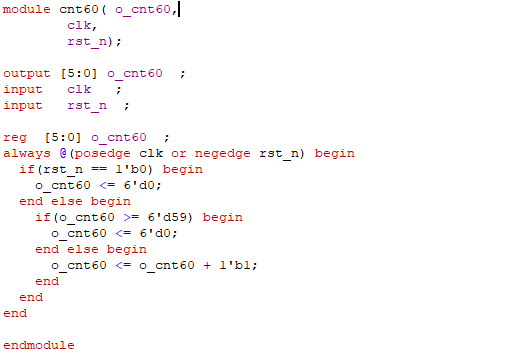 module cnt60( o_cnt60,
clk,
rst_n);
output [5:0] o_cnt60 ;
input clk ;
input rst_n ;
reg [5:0] o_cnt60 ;
always @(posedge clk or negedge rst_n) begin
if(rst_n == 1'b0) begin
o_cnt60 <= 6'd0;
end else begin
if(o_cnt60 >= 6'd59) begin
o_cnt60 <= 6'd0;
end else begin
o_cnt60 <= o_cnt60 + 1'b1;
end
end
end
endmodule